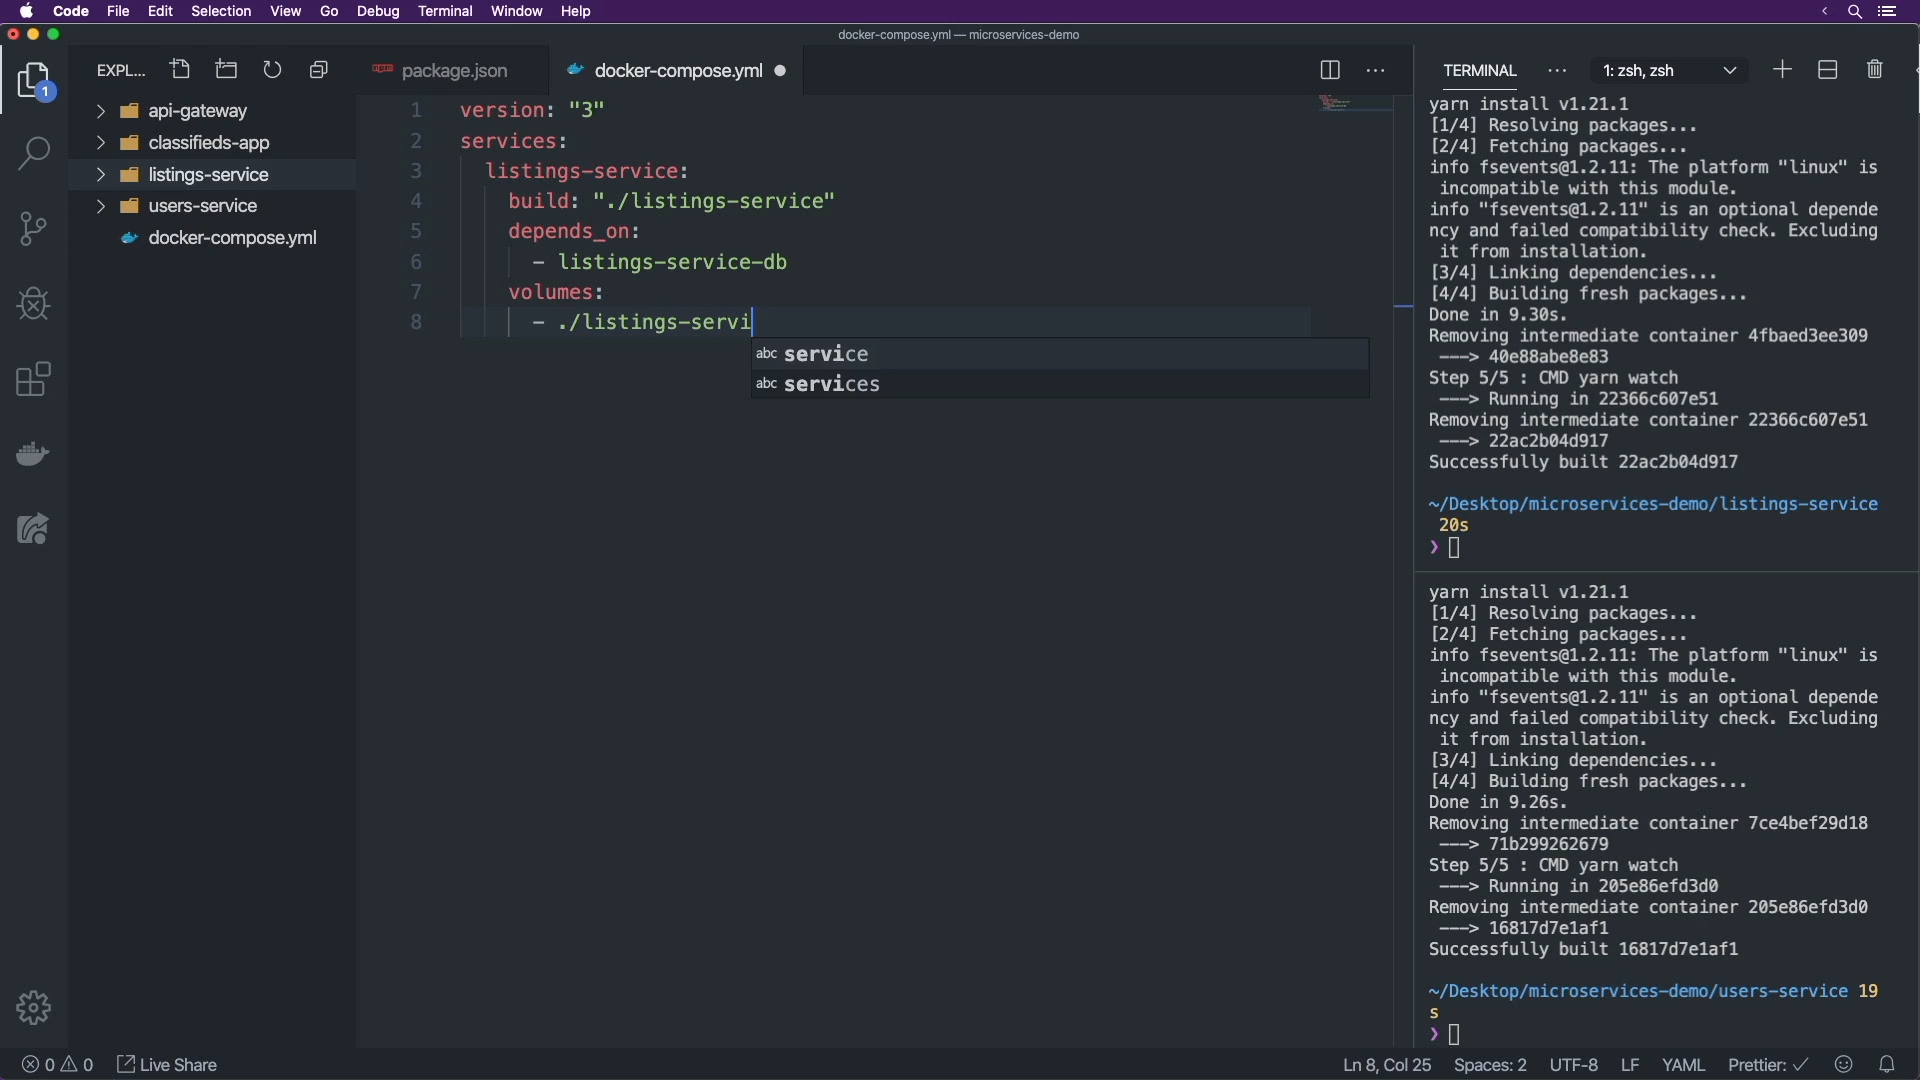 Code File Edit Selection View Go Debug Terminal Window Help
docker-compose.yml — microservices-demo
1
EXPL...
api-gateway
classifieds-app
listings-service
users-service
docker-compose.yml
package.json
docker-compose.yml
1 version: "3"
2 services:
3 listings-service:
4 build: "./listings-service"
5 depends_on:
6 - listings-service-db
7 volumes:
8 - ./listings-servi
abc service
abc services
TERMINAL ... 1: zsh, zsh
yarn install v1.21.1
[1/4] Resolving packages...
[2/4] Fetching packages...
info fsevents@1.2.11: The platform "linux" is
incompatible with this module.
info "fsevents@1.2.11" is an optional depende
ncy and failed compatibility check. Excluding
it from installation.
[3/4] Linking dependencies...
[4/4] Building fresh packages...
Done in 9.30s.
Removing intermediate container 4fbaed3ee309
---> 40e88abe8e83
Step 5/5 : CMD yarn watch
---> Running in 22366c607e51
Removing intermediate container 22366c607e51
---> 22ac2b04d917
Successfully built 22ac2b04d917
~/Desktop/microservices-demo/listings-service
20s
❯
yarn install v1.21.1
[1/4] Resolving packages...
[2/4] Fetching packages...
info fsevents@1.2.11: The platform "linux" is
incompatible with this module.
info "fsevents@1.2.11" is an optional depende
ncy and failed compatibility check. Excluding
it from installation.
[3/4] Linking dependencies...
[4/4] Building fresh packages...
Done in 9.26s.
Removing intermediate container 7ce4bef29d18
---> 71b299262679
Step 5/5 : CMD yarn watch
---> Running in 205e86efd3d0
Removing intermediate container 205e86efd3d0
---> 16817d7e1af1
Successfully built 16817d7e1af1
~/Desktop/microservices-demo/users-service 19
s
❯
0 0 Live Share
Ln 8, Col 25 Spaces: 2 UTF-8 LF YAML Prettier: ✓